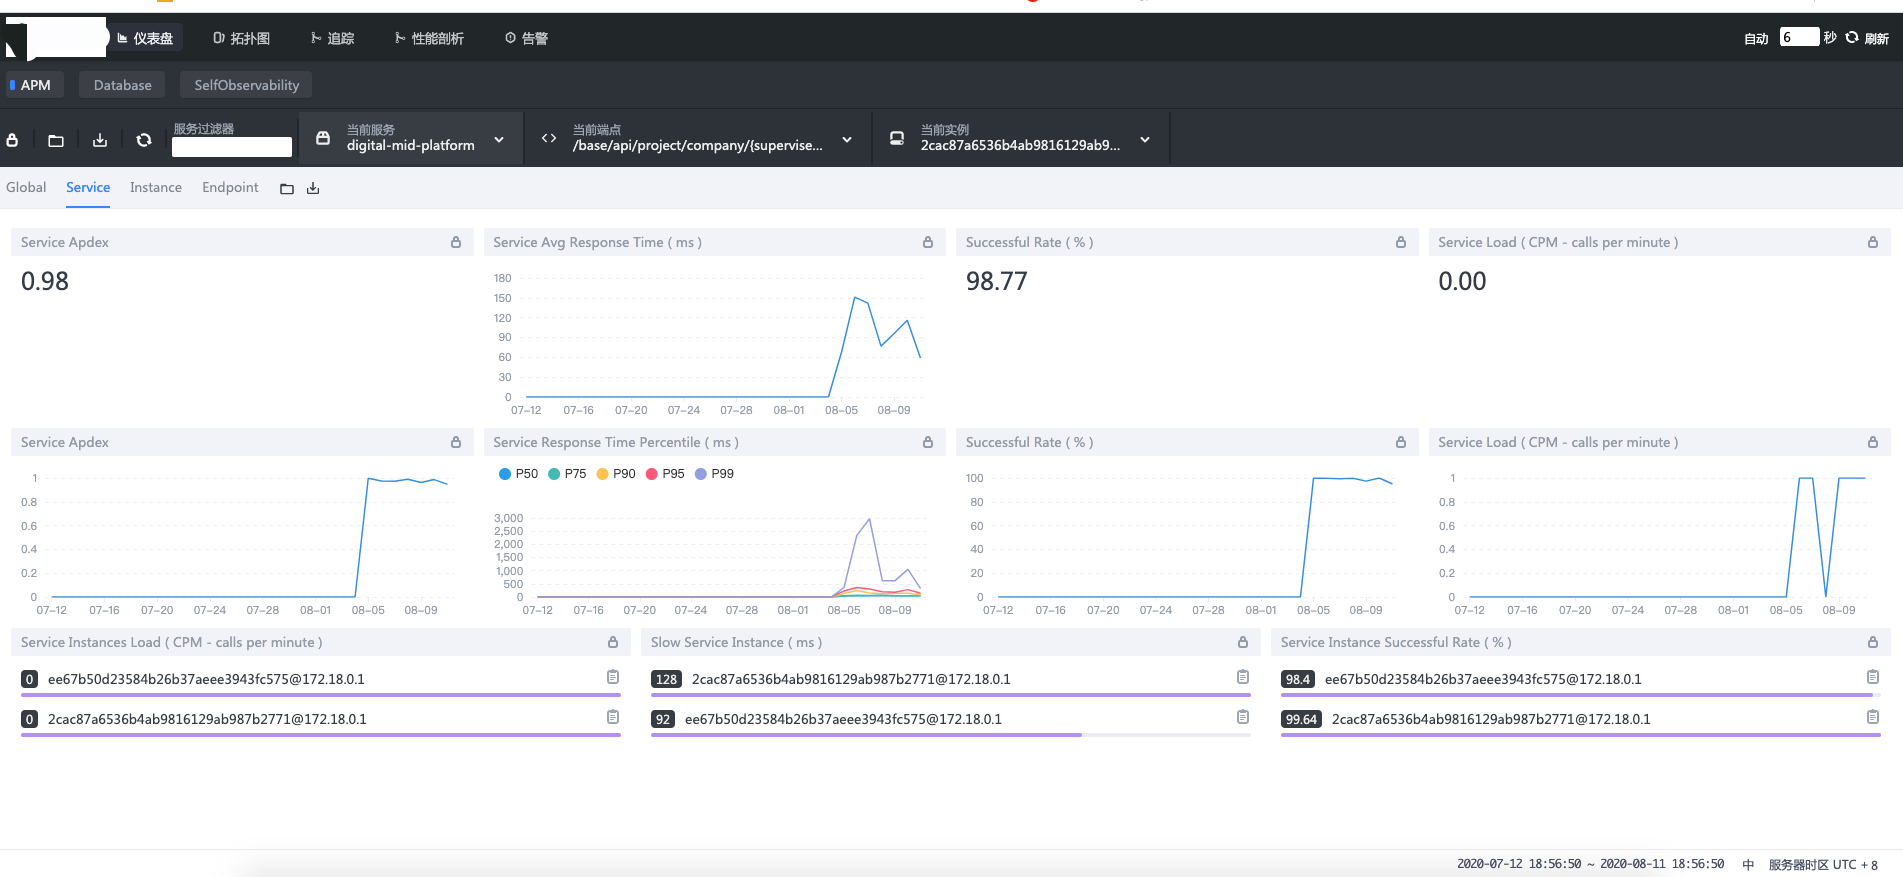 仪表盘 拓扑图 追踪 性能剖析 告警 自动 6 秒 刷新
APM Database SelfObservability
服务过滤器 当前服务 当前端点 当前实例
digital-mid-platform /base/api/project/company/{supervise... 2cac87a6536b4ab9816129ab9...
Global Service Instance Endpoint
Service Apdex
0.98
Service Avg Response Time ( ms )
180
150
120
90
60
30
0
07-12 07-16 07-20 07-24 07-28 08-01 08-05 08-09
Successful Rate ( % )
98.77
Service Load ( CPM - calls per minute )
0.00
Service Apdex
1
0.8
0.6
0.4
0.2
0
07-12 07-16 07-20 07-24 07-28 08-01 08-05 08-09
Service Response Time Percentile ( ms )
P50 P75 P90 P95 P99
3,000
2,500
2,000
1,500
1,000
500
0
07-12 07-16 07-20 07-24 07-28 08-01 08-05 08-09
Successful Rate ( % )
100
80
60
40
20
0
07-12 07-16 07-20 07-24 07-28 08-01 08-05 08-09
Service Load ( CPM - calls per minute )
1
0.8
0.6
0.4
0.2
0
07-12 07-16 07-20 07-24 07-28 08-01 08-05 08-09
Service Instances Load ( CPM - calls per minute )
0 ee67b50d23584b26b37aeee3943fc575@172.18.0.1
0 2cac87a6536b4ab9816129ab987b2771@172.18.0.1
Slow Service Instance ( ms )
128 2cac87a6536b4ab9816129ab987b2771@172.18.0.1
92 ee67b50d23584b26b37aeee3943fc575@172.18.0.1
Service Instance Successful Rate ( % )
98.4 ee67b50d23584b26b37aeee3943fc575@172.18.0.1
99.64 2cac87a6536b4ab9816129ab987b2771@172.18.0.1
2020-07-12 18:56:50 ~ 2020-08-11 18:56:50 中 服务器时区 UTC + 8